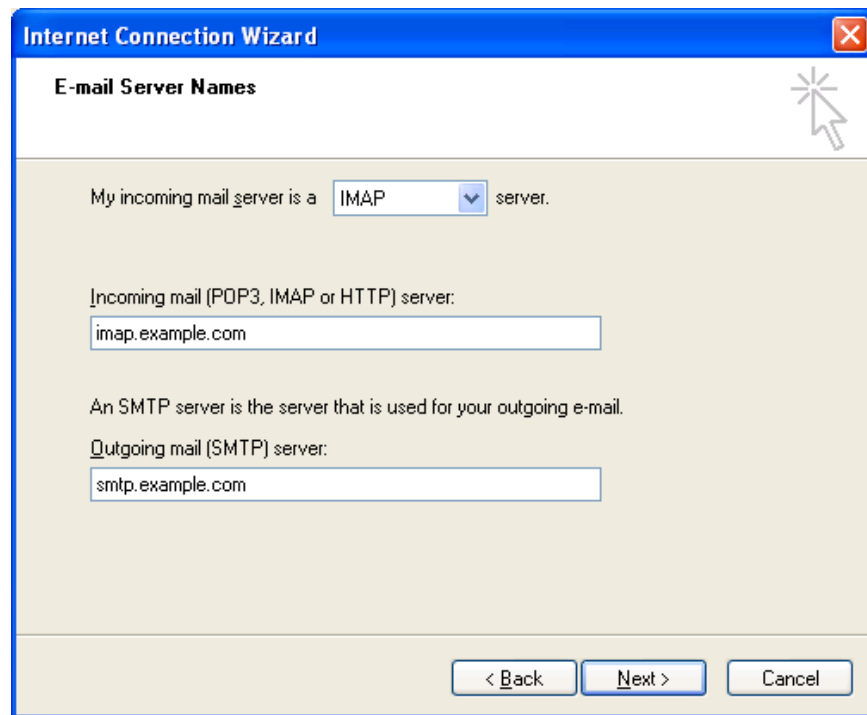 Internet Connection Wizard
E-mail Server Names
My incoming mail server is a IMAP server.
Incoming mail (POP3, IMAP or HTTP) server:
imap.example.com
An SMTP server is the server that is used for your outgoing e-mail.
Outgoing mail (SMTP) server:
smtp.example.com
< Back Next > Cancel